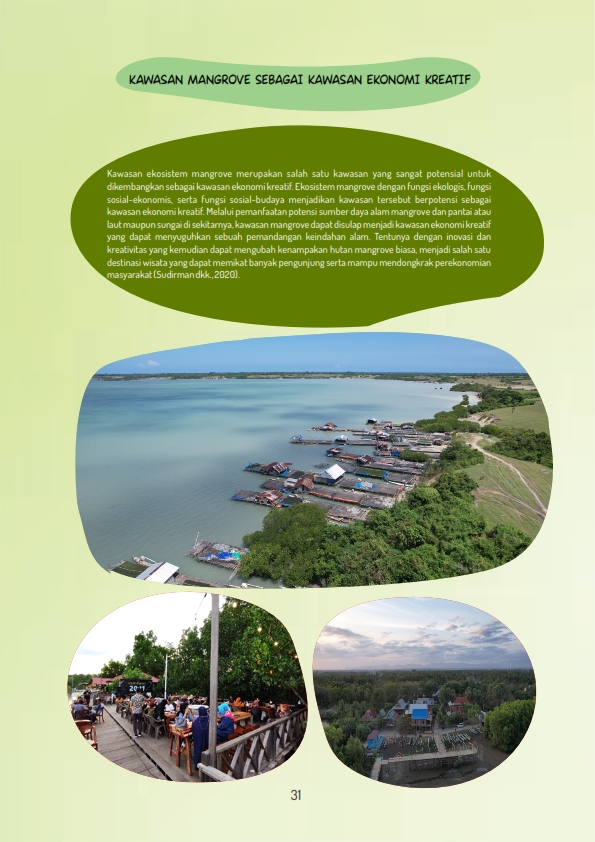 KAWASAN MANGROVE SEBAGAI KAWASAN EKONOMI KREATIF
Kawasan ekosistem mangrove merupakan salah satu kawasan yang sangat potensial untuk
dikembangkan sebagai kawasan ekonomi kreatif. Ekosistem mangrove dengan fungsi ekologis, fungsi
sosial-ekonomis, serta fungsi sosial-budaya menjadikan kawasan tersebut berpotensi sebagai
kawasan ekonomi kreatif. Melalui pemanfaatan potensi sumber daya alam mangrove dan pantai atau
laut maupun sungai di sekitarnya, kawasan mangrove dapat disulap menjadi kawasan ekonomi kreatif
yang dapat menyuguhkan sebuah pemandangan keindahan alam. Tentunya dengan inovasi dan
kreativitas yang kemudian dapat mengubah kenampakan hutan mangrove biasa, menjadi salah satu
destinasi wisata yang dapat memikat banyak pengunjung serta mampu mendongkrak perekonomian
masyarakat (Sudirman dkk., 2020).
31